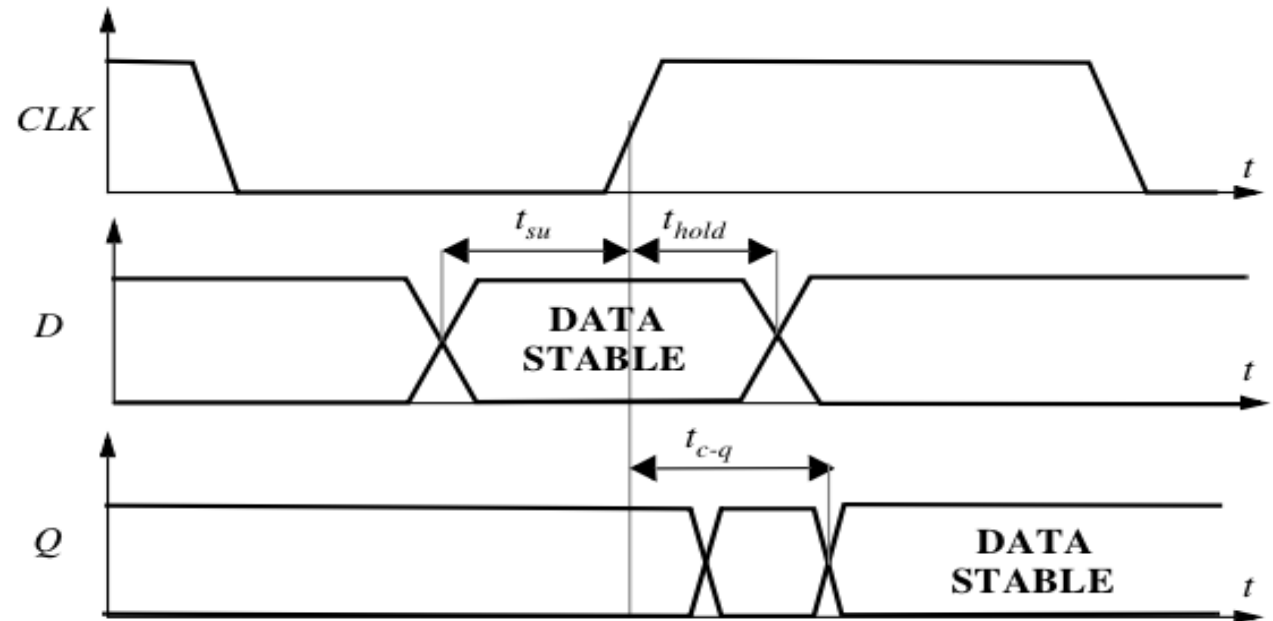 CLK
t
t_su
t_hold
D
DATA
STABLE
t
t_c-q
Q
DATA
STABLE
t